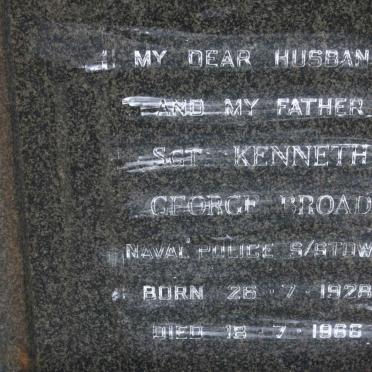 MY DEAR HUSBAN
AND MY FATHER
SGT KENNETH
GEORGE BROAD
NAVAL POLICE S/RTOW
BORN 26 · 7 · 1928
DIED 18 · 7 · 1966